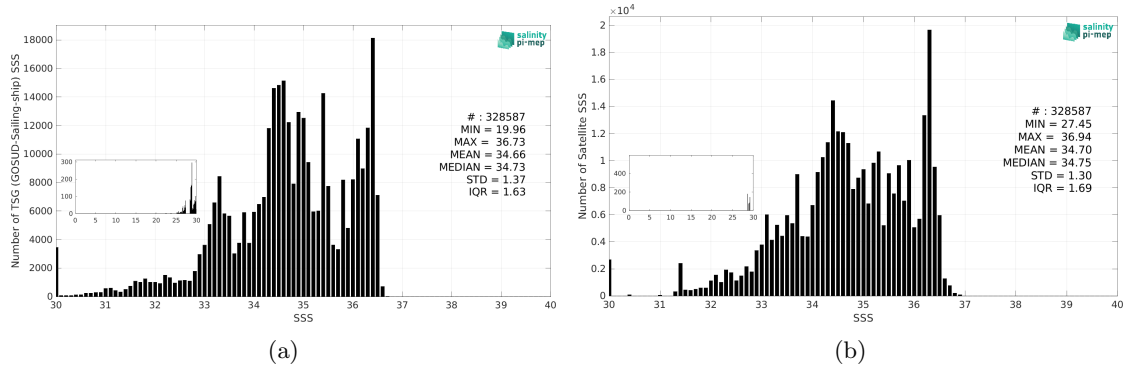 salinity
pi-mep
18000
16000
14000
12000
10000
8000
6000
4000
2000
0
Number of TSG (GOSUD-Sailing-ship) SSS
# : 328587
MIN = 19.96
MAX = 36.73
MEAN = 34.66
MEDIAN = 34.73
STD = 1.37
IQR = 1.63
300
200
100
0
0 5 10 15 20 25 30
30 31 32 33 34 35 36 37 38 39 40
SSS
(a)
×10⁴
salinity
pi-mep
2
1.8
1.6
1.4
1.2
1
0.8
0.6
0.4
0.2
0
Number of Satellite SSS
# : 328587
MIN = 27.45
MAX = 36.94
MEAN = 34.70
MEDIAN = 34.75
STD = 1.30
IQR = 1.69
400
200
0
0 5 10 15 20 25 30
30 31 32 33 34 35 36 37 38 39 40
SSS
(b)